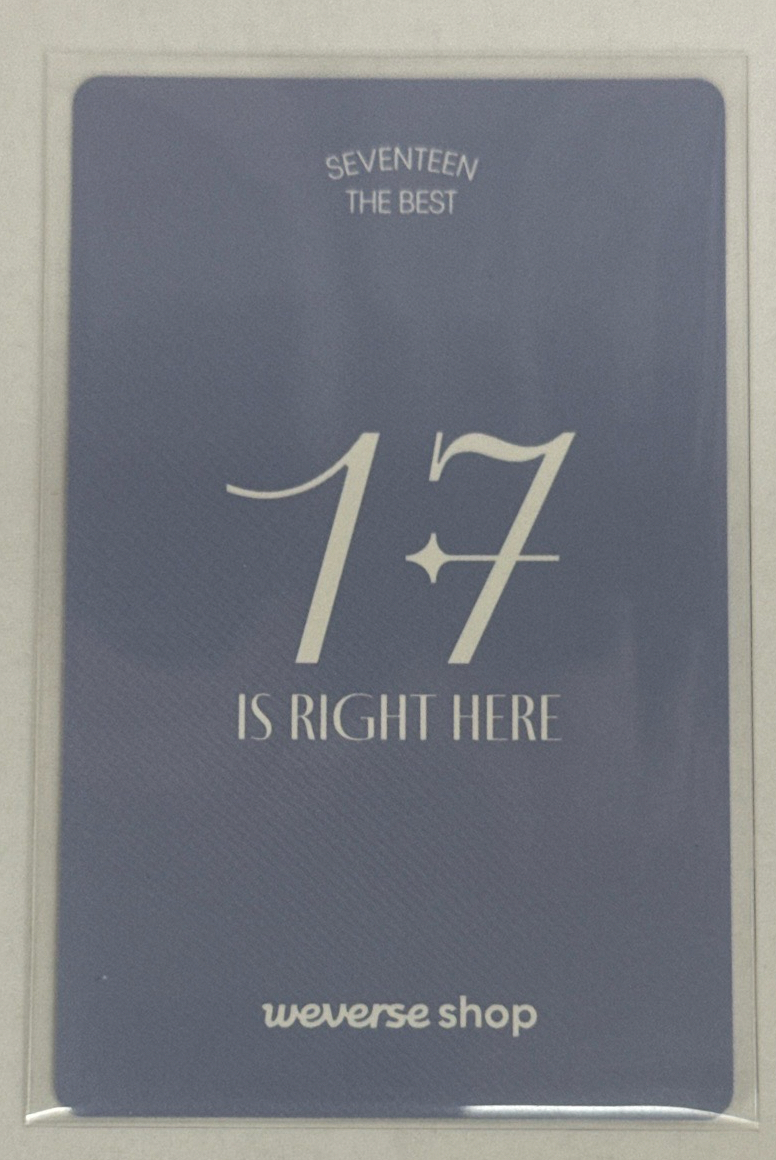 SEVENTEEN
THE BEST
17
IS RIGHT HERE
weverse shop